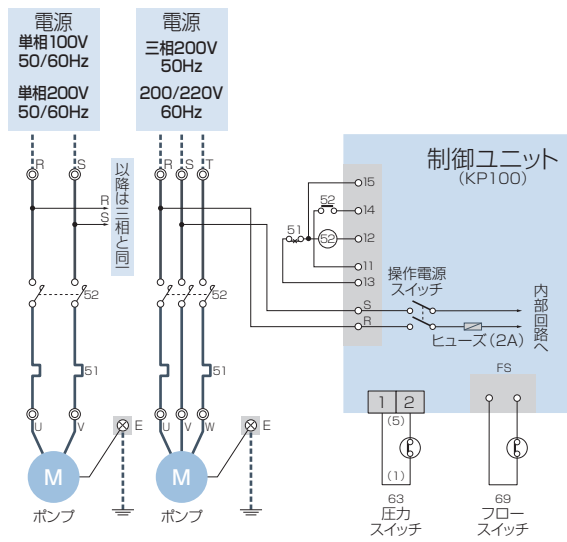 電源
単相100V
50/60Hz
単相200V
50/60Hz
電源
三相200V
50Hz
200/220V
60Hz
R
S
R
S
T
以降は三相と同一
R
S
52
52
51
51
U
V
E
U
V
W
E
M
M
ポンプ
ポンプ
制御ユニット
(KP100)
15
52
14
51
52
12
11
13
S
R
操作電源
スイッチ
内部回路へ
ヒューズ(2A)
FS
1
2
(5)
(1)
63
圧力
スイッチ
69
フロー
スイッチ